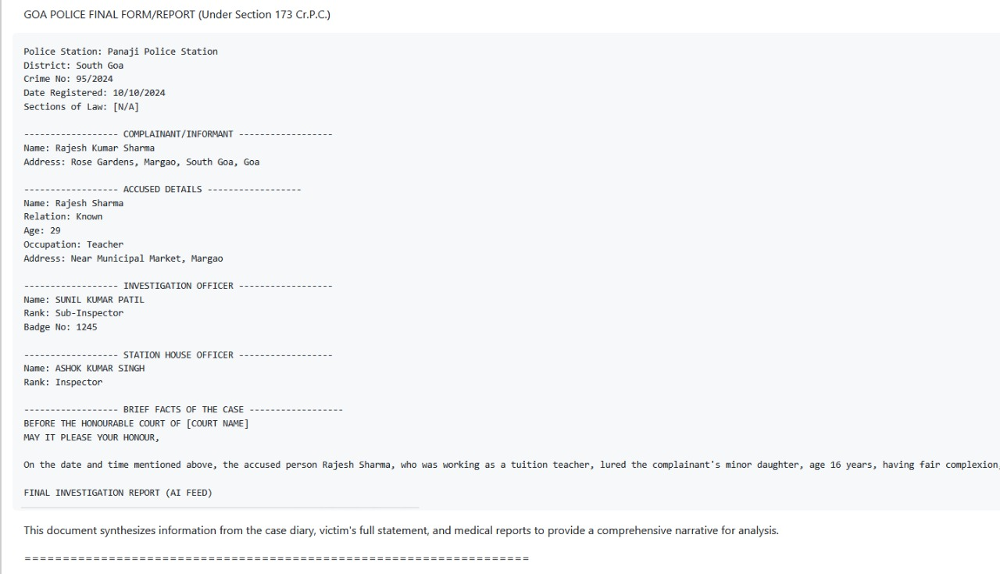 GOA POLICE FINAL FORM/REPORT (Under Section 173 Cr.P.C.)
Police Station: Panaji Police Station
District: South Goa
Crime No: 95/2024
Date Registered: 10/10/2024
Sections of Law: [N/A]
------------------ COMPLAINANT/INFORMANT ------------------
Name: Rajesh Kumar Sharma
Address: Rose Gardens, Margao, South Goa, Goa
------------------ ACCUSED DETAILS ------------------
Name: Rajesh Sharma
Relation: Known
Age: 29
Occupation: Teacher
Address: Near Municipal Market, Margao
------------------ INVESTIGATION OFFICER ------------------
Name: SUNIL KUMAR PATIL
Rank: Sub-Inspector
Badge No: 1245
------------------ STATION HOUSE OFFICER ------------------
Name: ASHOK KUMAR SINGH
Rank: Inspector
------------------ BRIEF FACTS OF THE CASE ------------------
BEFORE THE HONOURABLE COURT OF [COURT NAME]
MAY IT PLEASE YOUR HONOUR,
On the date and time mentioned above, the accused person Rajesh Sharma, who was working as a tuition teacher, lured the complainant's minor daughter, age 16 years, having fair complexion,
FINAL INVESTIGATION REPORT (AI FEED)
This document synthesizes information from the case diary, victim's full statement, and medical reports to provide a comprehensive narrative for analysis.
==================================================================